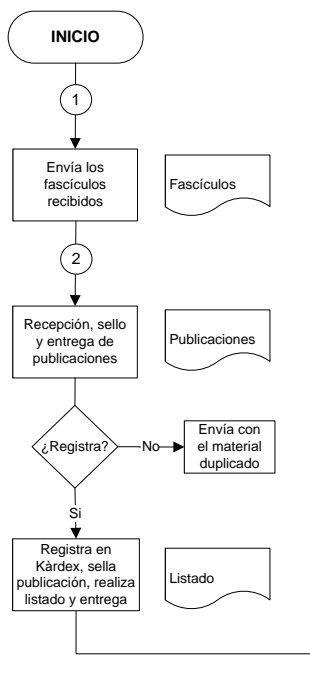 INICIO
1
Envía los
fascículos
recibidos
Fascículos
2
Recepción, sello
y entrega de
publicaciones
Publicaciones
¿Registra?
No
Envía con
el material
duplicado
Si
Registra en
Kàrdex, sella
publicación, realiza
listado y entrega
Listado